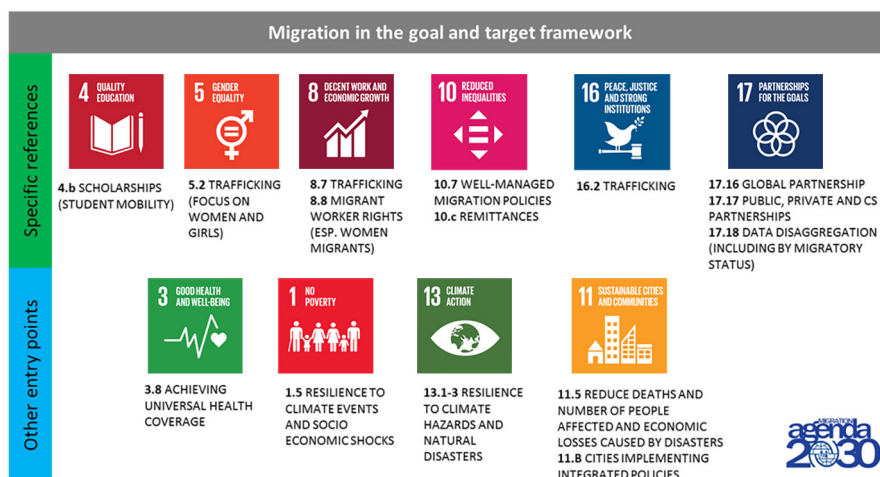 Migration in the goal and target framework
Specific references
4 QUALITY
EDUCATION
4.b SCHOLARSHIPS
(STUDENT MOBILITY)
5 GENDER
EQUALITY
5.2 TRAFFICKING
(FOCUS ON
WOMEN AND
GIRLS)
8 DECENT WORK AND
ECONOMIC GROWTH
8.7 TRAFFICKING
8.8 MIGRANT
WORKER RIGHTS
(ESP. WOMEN
MIGRANTS)
10 REDUCED
INEQUALITIES
10.7 WELL-MANAGED
MIGRATION POLICIES
10.c REMITTANCES
16 PEACE, JUSTICE
AND STRONG
INSTITUTIONS
16.2 TRAFFICKING
17 PARTNERSHIPS
FOR THE GOALS
17.16 GLOBAL PARTNERSHIP
17.17 PUBLIC, PRIVATE AND CS
PARTNERSHIPS
17.18 DATA DISAGGREGATION
(INCLUDING BY MIGRATORY
STATUS)
Other entry points
3 GOOD HEALTH
AND WELL-BEING
3.8 ACHIEVING
UNIVERSAL HEALTH
COVERAGE
1 NO
POVERTY
1.5 RESILIENCE TO
CLIMATE EVENTS
AND SOCIO
ECONOMIC SHOCKS
13 CLIMATE
ACTION
13.1-3 RESILIENCE
TO CLIMATE
HAZARDS AND
NATURAL
DISASTERS
11 SUSTAINABLE CITIES
AND COMMUNITIES
11.5 REDUCE DEATHS AND
NUMBER OF PEOPLE
AFFECTED AND ECONOMIC
LOSSES CAUSED BY DISASTERS
11.B CITIES IMPLEMENTING
INTEGRATED POLICIES
MIGRATION
agenda
2030